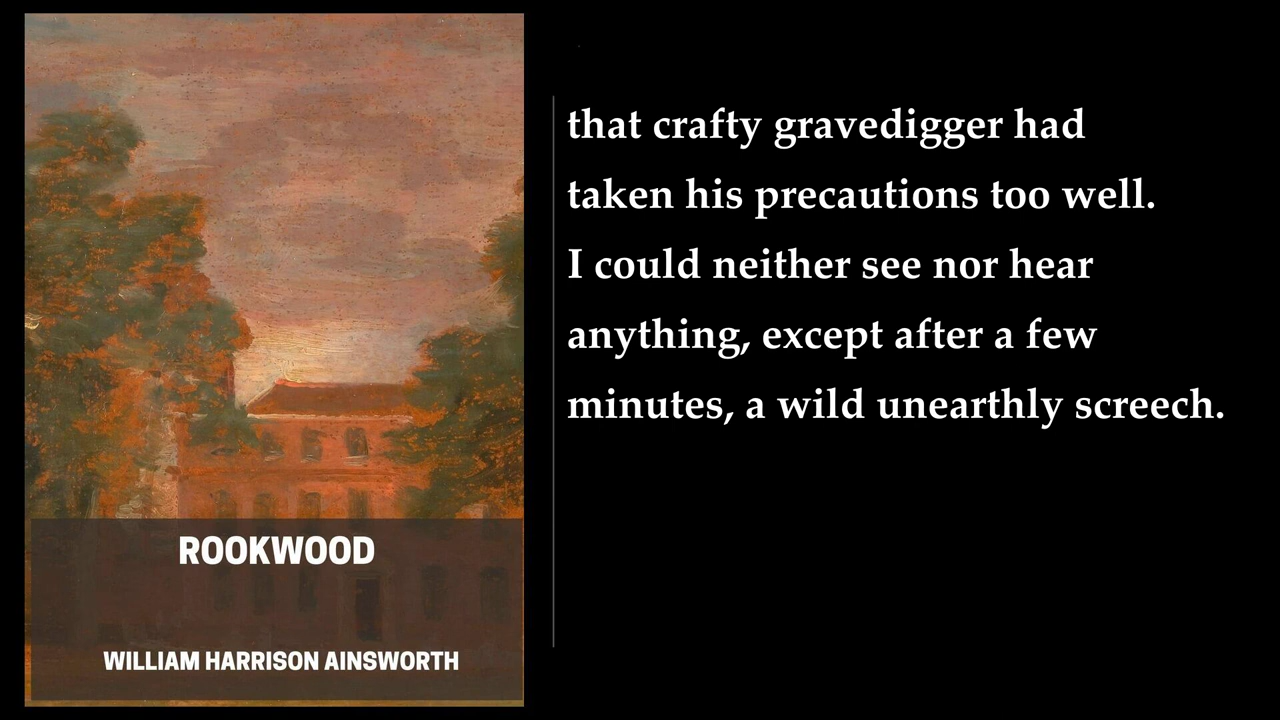 ROOKWOOD
WILLIAM HARRISON AINSWORTH
that crafty gravedigger had
taken his precautions too well.
I could neither see nor hear
anything, except after a few
minutes, a wild unearthly screech.